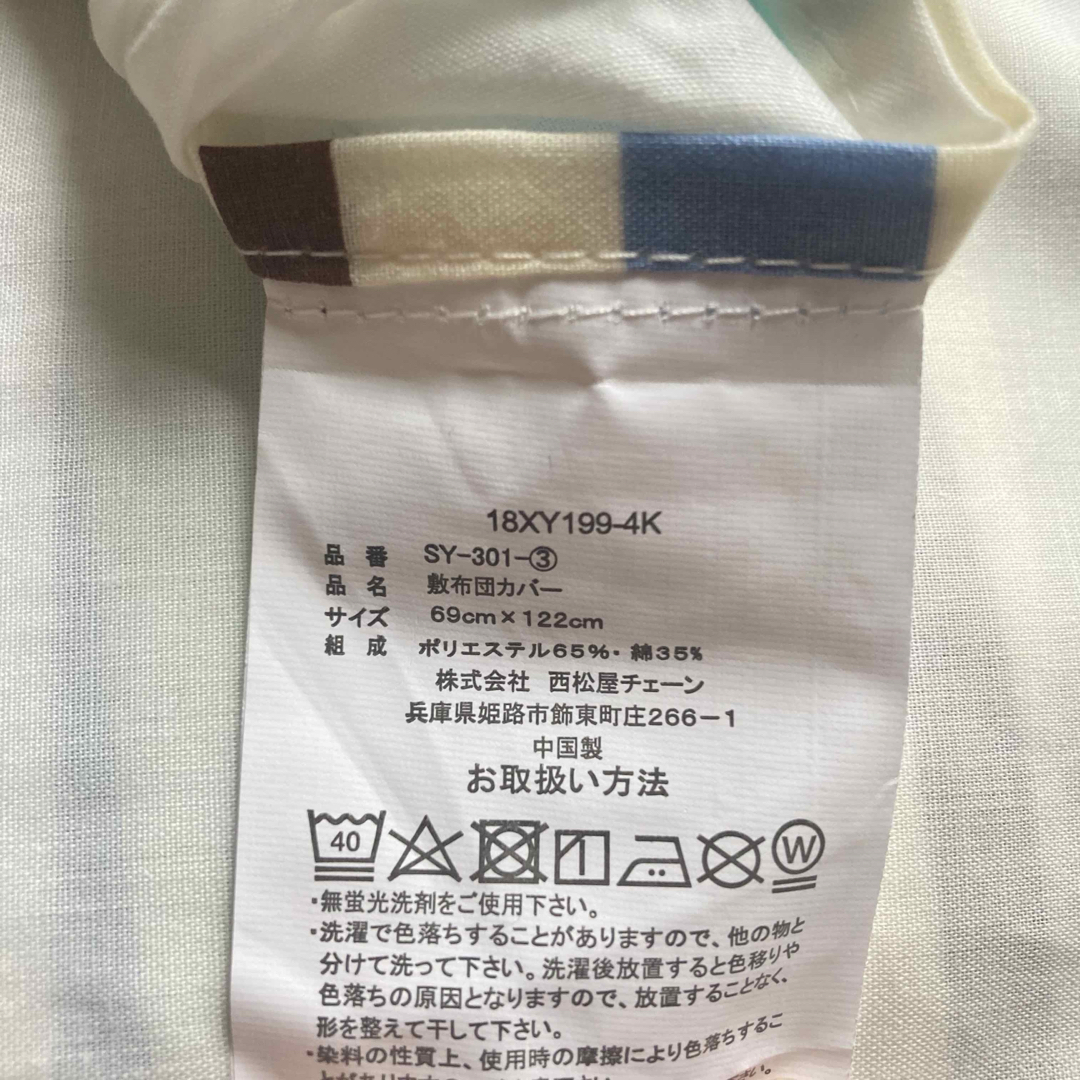 18XY199-4K
品 番 SY-301-③
品 名 敷布団カバー
サイズ 69cm×122cm
組 成 ポリエステル65%・綿35%
株式会社 西松屋チェーン
兵庫県姫路市飾東町庄266-1
中国製
お取扱い方法
40
W
・無蛍光洗剤をご使用下さい。
・洗濯で色落ちすることがありますので、他の物と
分けて洗って下さい。洗濯後放置すると色移りや
色落ちの原因となりますので、放置することなく、
形を整えて干して下さい。
・染料の性質上、使用時の摩擦により色落ちするこ
とがありますので